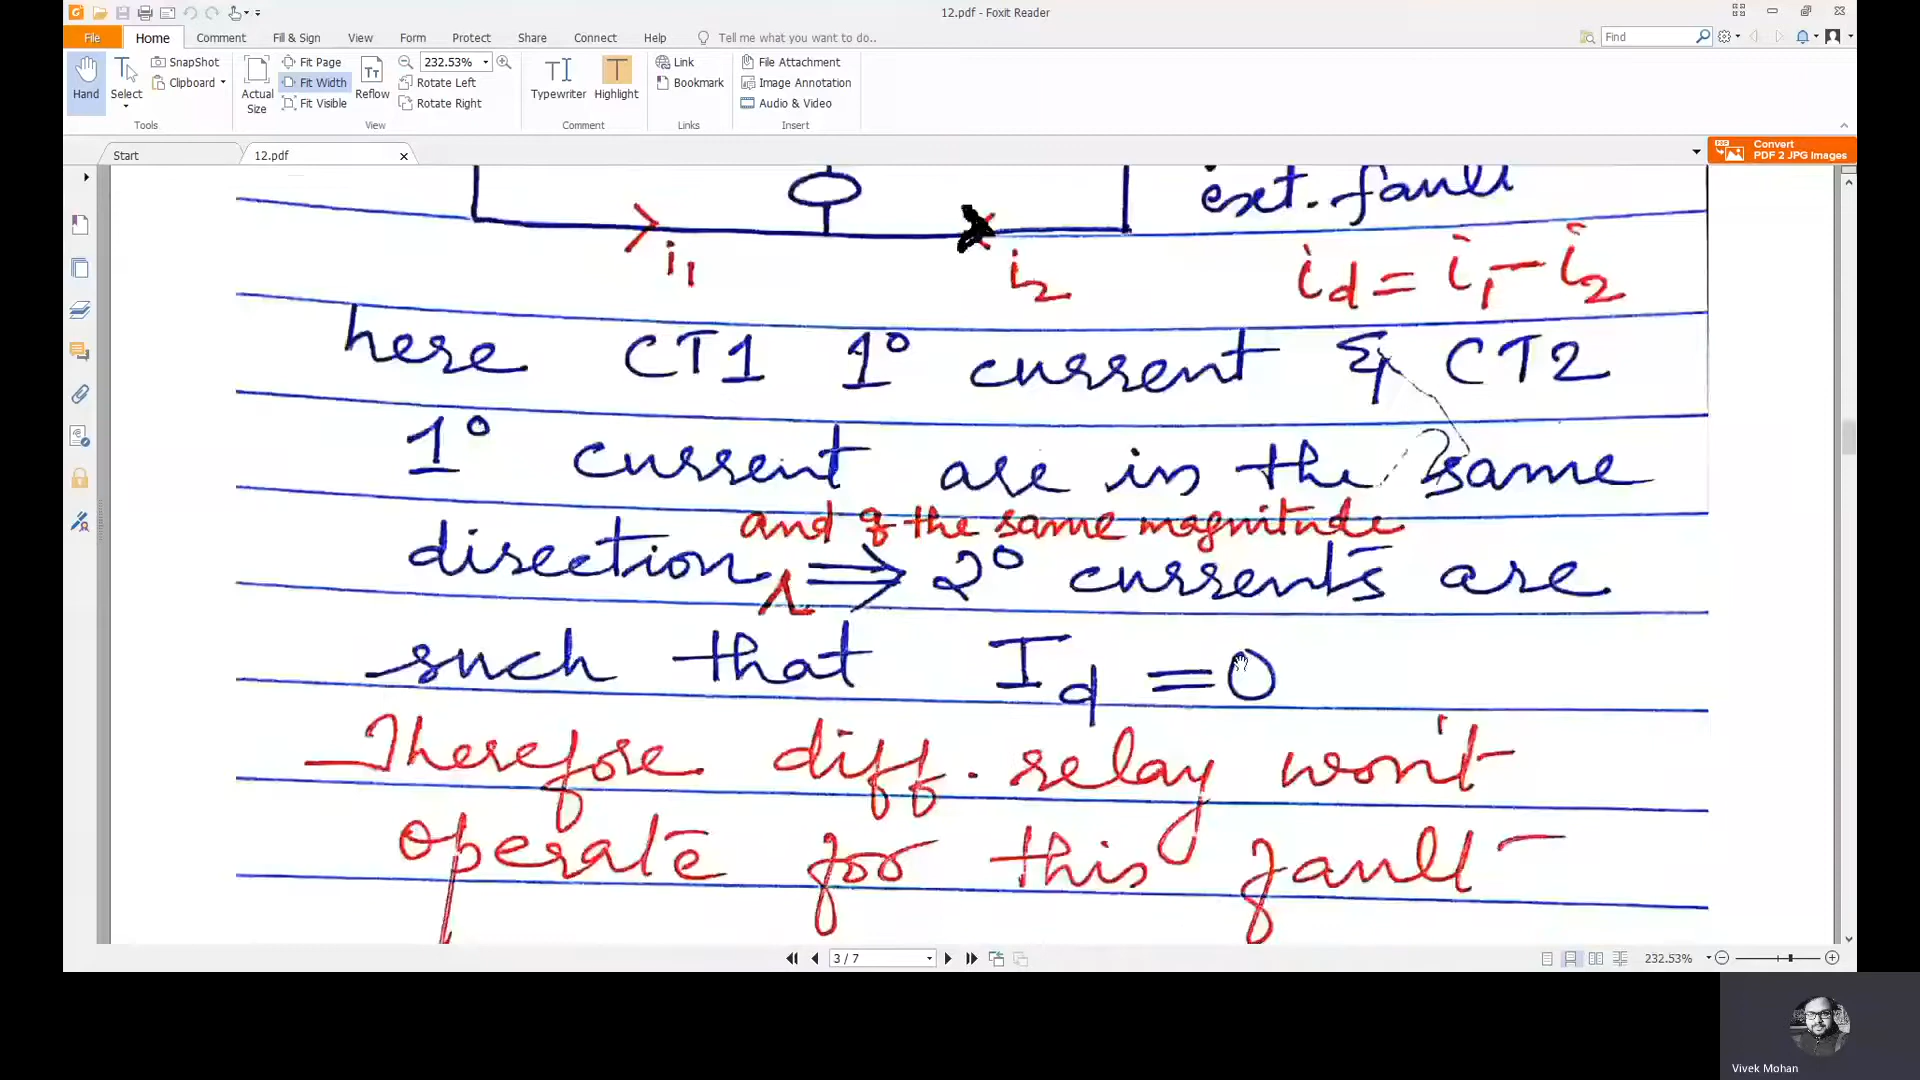 12.pdf - Foxit Reader
File Home Comment Fill & Sign View Form Protect Share Connect Help Tell me what you want to do.. Find
Hand
Select
SnapShot
Clipboard
Tools
Actual Size
Fit Page
Fit Width
Fit Visible
Reflow
232.53%
Rotate Left
Rotate Right
View
Typewriter
Highlight
Comment
Link
Bookmark
Links
File Attachment
Image Annotation
Audio & Video
Insert
Start 12.pdf
Convert
PDF 2 JPG Images
ext. fault
i1 i2 id = i1 - i2
here CT1 1° current & CT2
1° current are in the same
and of the same magnitude
direction ⇒ 2° currents are
such that Id = 0
Therefore diff. relay won't
operate for this fault
3 / 7 232.53%
Vivek Mohan